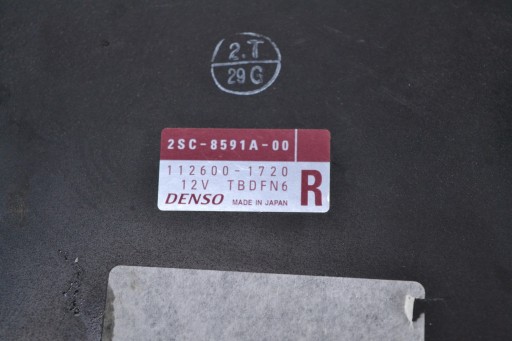 2.T
29G
2SC-8591A-00
112600-1720
12V TBDFN6
R
DENSO MADE IN JAPAN